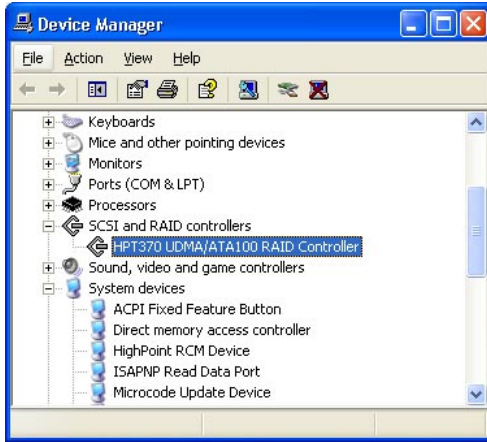 Device Manager
File Action View Help
Keyboards
Mice and other pointing devices
Monitors
Ports (COM & LPT)
Processors
SCSI and RAID controllers
HPT370 UDMA/ATA100 RAID Controller
Sound, video and game controllers
System devices
ACPI Fixed Feature Button
Direct memory access controller
HighPoint RCM Device
ISAPNP Read Data Port
Microcode Update Device